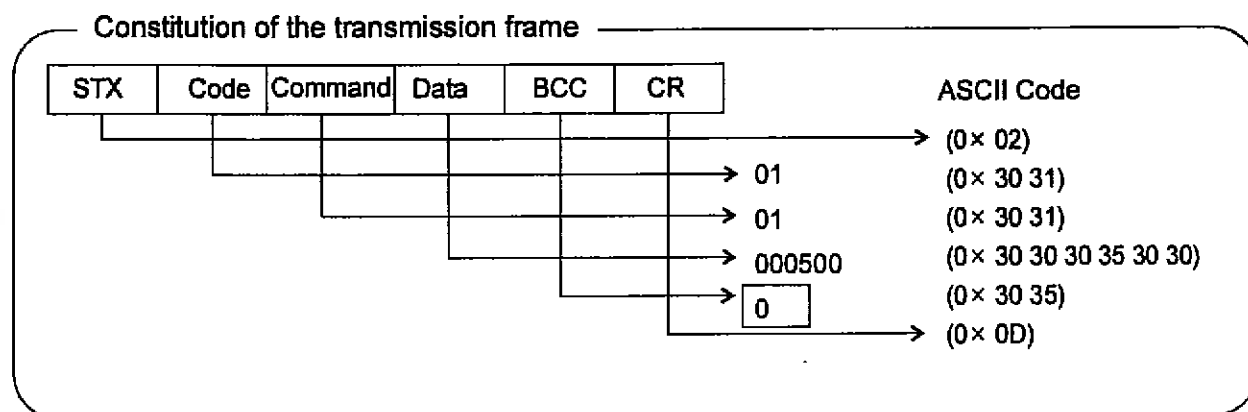 Constitution of the transmission frame
STX Code Command Data BCC CR
ASCII Code
(0× 02)
01 (0× 30 31)
01 (0× 30 31)
000500 (0× 30 30 30 35 30 30)
0 (0× 30 35)
(0× 0D)